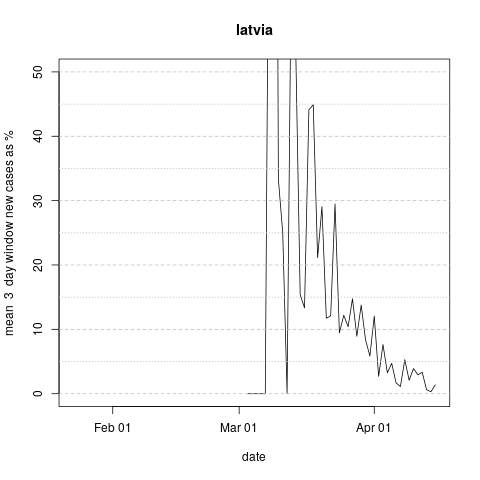 latvia
mean 3 day window new cases as %
50
40
30
20
10
0
Feb 01
Mar 01
Apr 01
date